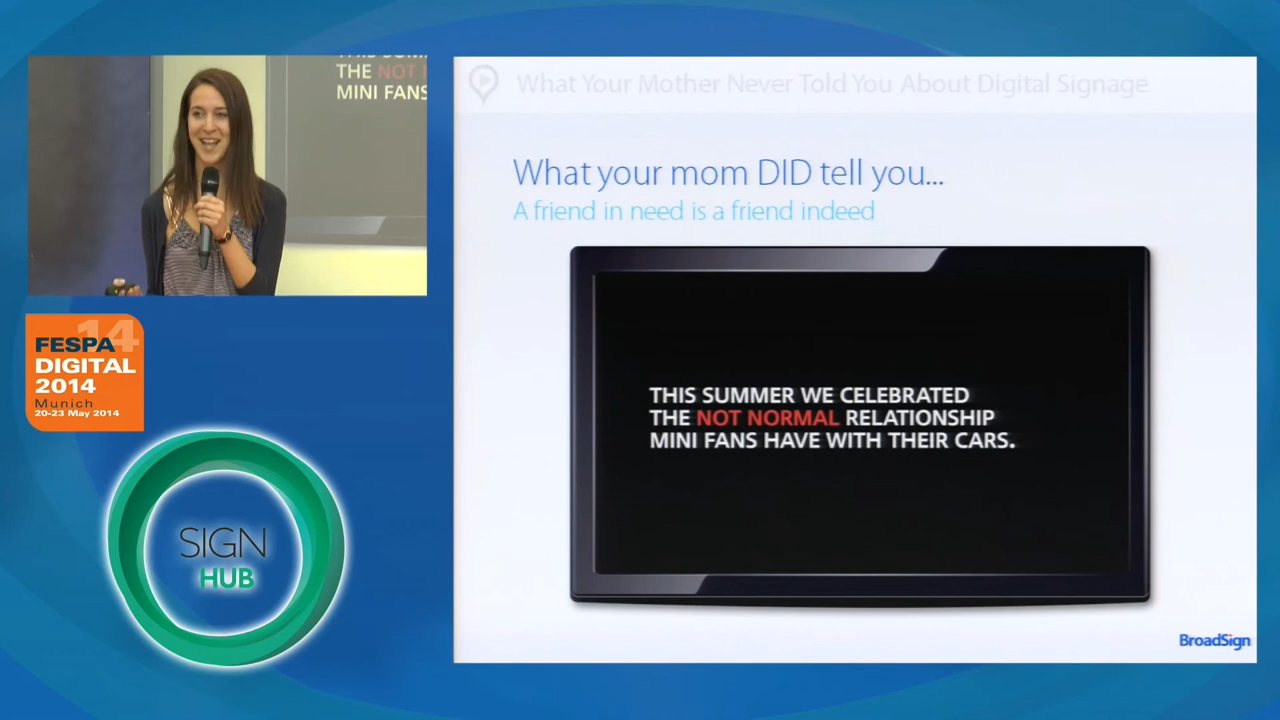 THE NOT
MINI FANS
What Your Mother Never Told You About Digital Signage
What your mom DID tell you...
A friend in need is a friend indeed
THIS SUMMER WE CELEBRATED
THE NOT NORMAL RELATIONSHIP
MINI FANS HAVE WITH THEIR CARS.
BroadSign
14
FESPA
DIGITAL
2014
Munich
20-23 May 2014
SIGN
HUB